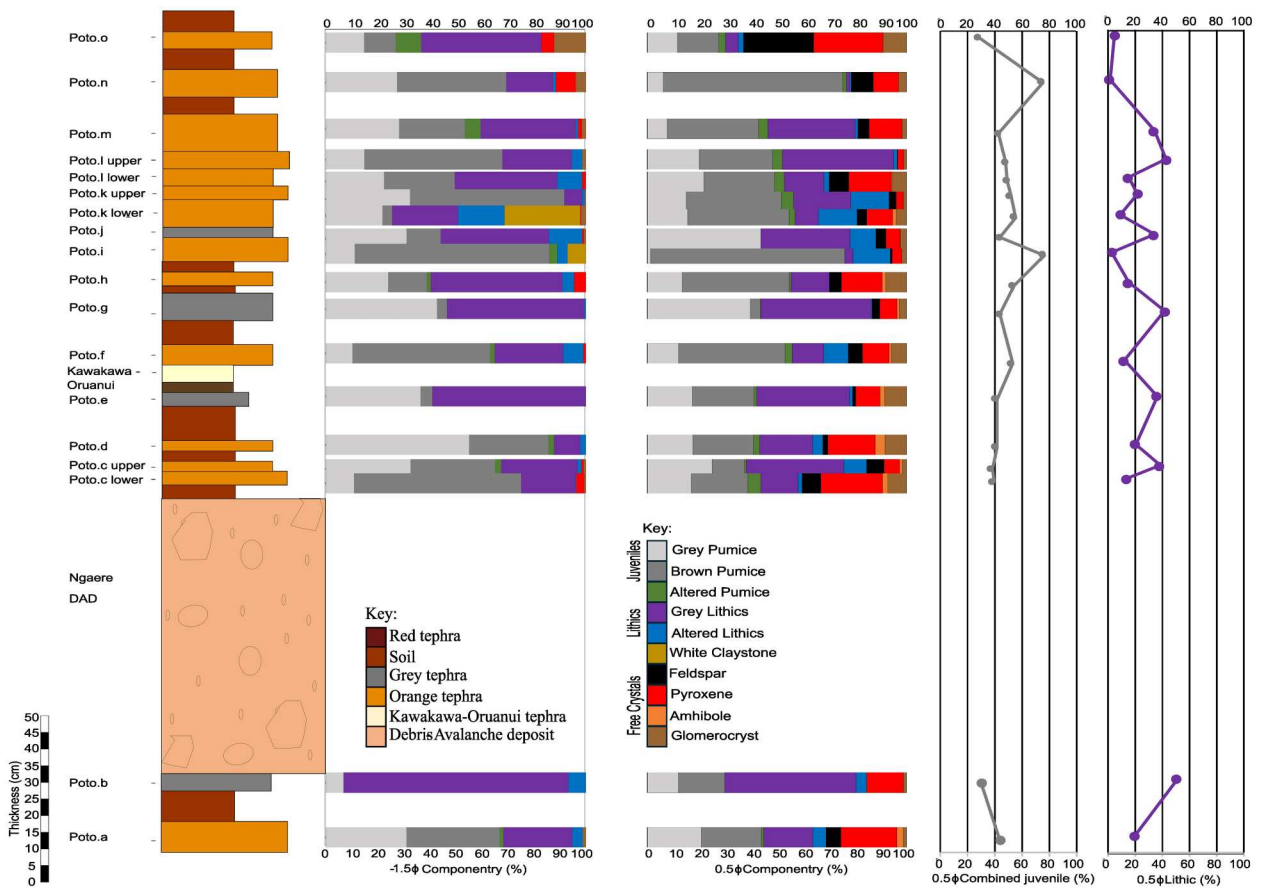 0 10 20 30 40 50 60 70 80 90 100
0 10 20 30 40 50 60 70 80 90 100
0 20 40 60 80 100
0 20 40 60 80 100
Poto.o
Poto.n
Poto.m
Poto.l upper
Poto.l lower
Poto.k upper
Poto.k lower
Poto.j
Poto.i
Poto.h
Poto.g
Poto.f
Kawakawa -
Oruanui
Poto.e
Poto.d
Poto.c upper
Poto.c lower
Ngaere
DAD
Poto.b
Poto.a
Key:
Red tephra
Soil
Grey tephra
Orange tephra
Kawakawa-Oruanui tephra
Debris Avalanche deposit
Key:
Juveniles
Grey Pumice
Brown Pumice
Altered Pumice
Lithics
Grey Lithics
Altered Lithics
White Claystone
Free Crystals
Feldspar
Pyroxene
Amhibole
Glomerocryst
Thickness (cm)
50
45
40
35
30
25
20
15
10
5
0
0 10 20 30 40 50 60 70 80 90 100
-1.5ϕ Componentry (%)
0 10 20 30 40 50 60 70 80 90 100
0.5ϕComponentry (%)
0 20 40 60 80 100
0.5ϕCombined juvenile (%)
0 20 40 60 80 100
0.5ϕLithic (%)